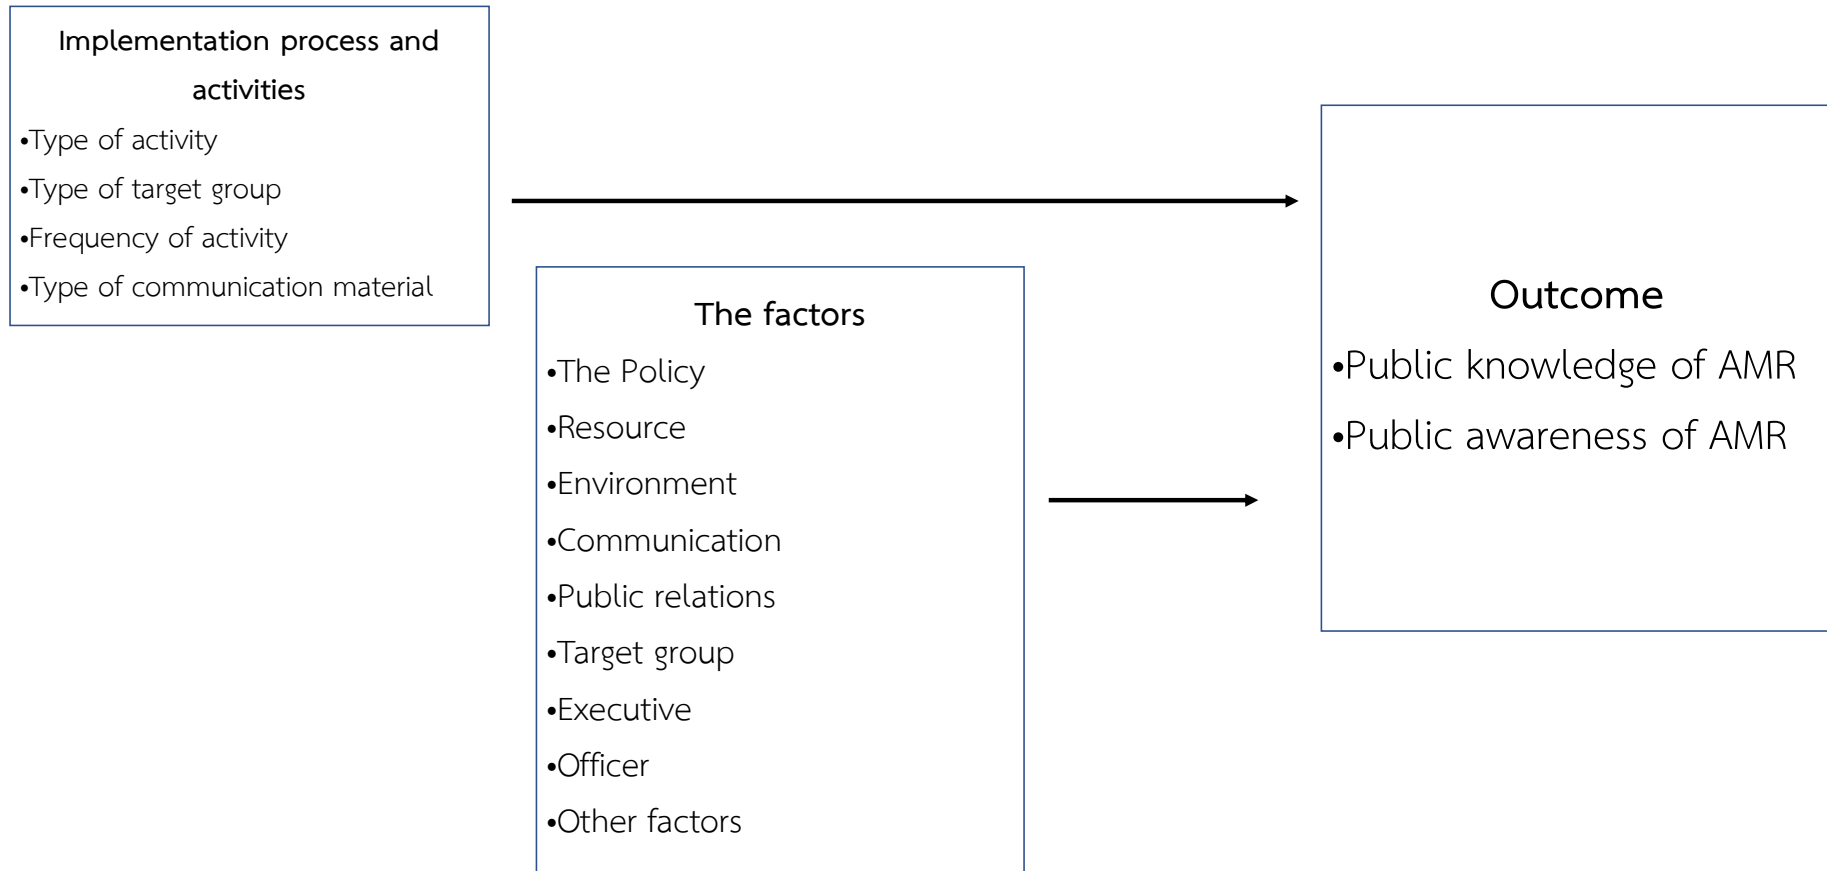 Implementation process and
activities
•Type of activity
•Type of target group
•Frequency of activity
•Type of communication material
The factors
•The Policy
•Resource
•Environment
•Communication
•Public relations
•Target group
•Executive
•Officer
•Other factors
Outcome
•Public knowledge of AMR
•Public awareness of AMR